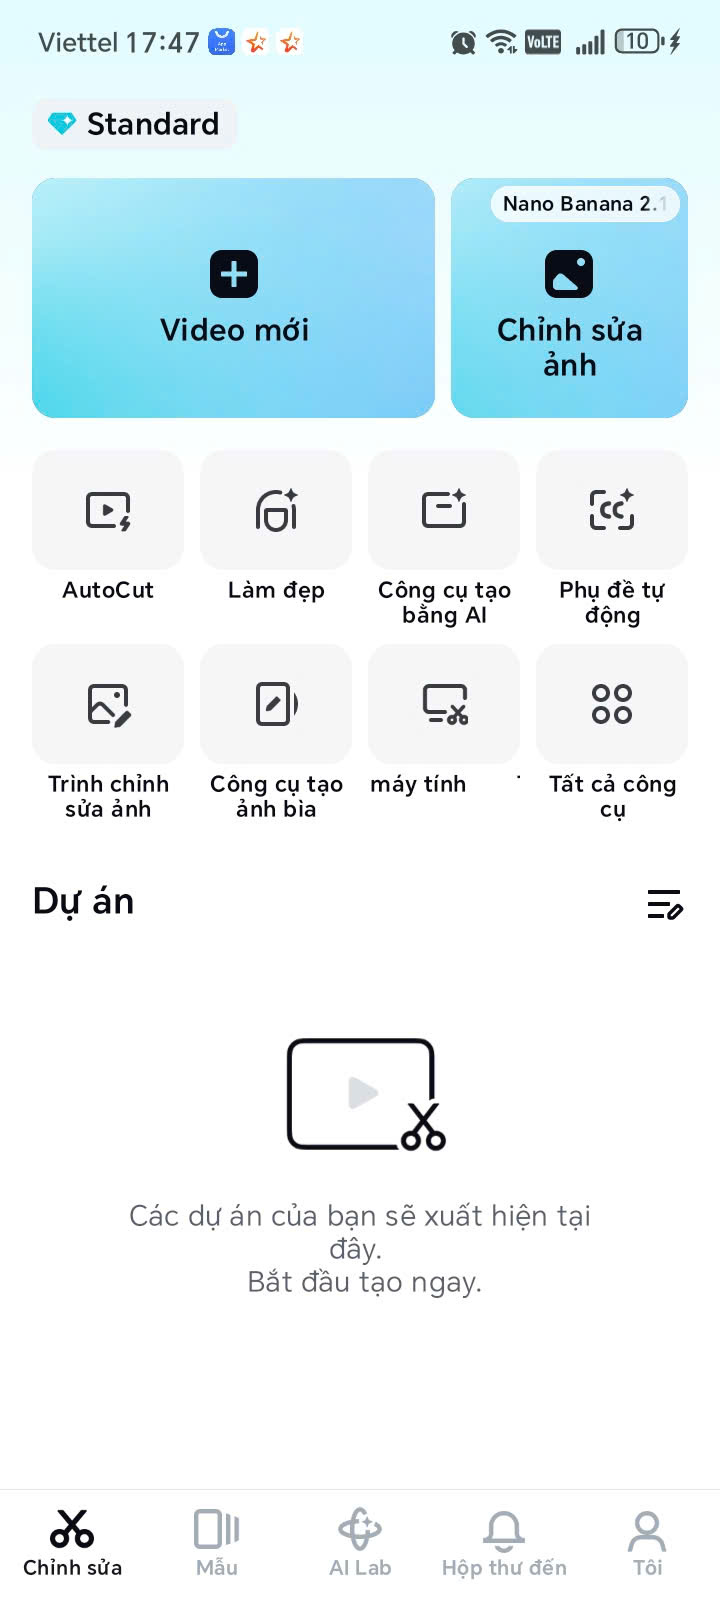 Viettel 17:47
VoLTE
10
Standard
Nano Banana 2.1
Video mới
Chỉnh sửa
ảnh
AutoCut
Làm đẹp
Công cụ tạo
bằng AI
Phụ đề tự
động
Trình chỉnh
sửa ảnh
Công cụ tạo
ảnh bìa
máy tính
Tất cả công
cụ
Dự án
Các dự án của bạn sẽ xuất hiện tại
đây.
Bắt đầu tạo ngay.
Chỉnh sửa
Mẫu
AI Lab
Hộp thư đến
Tôi